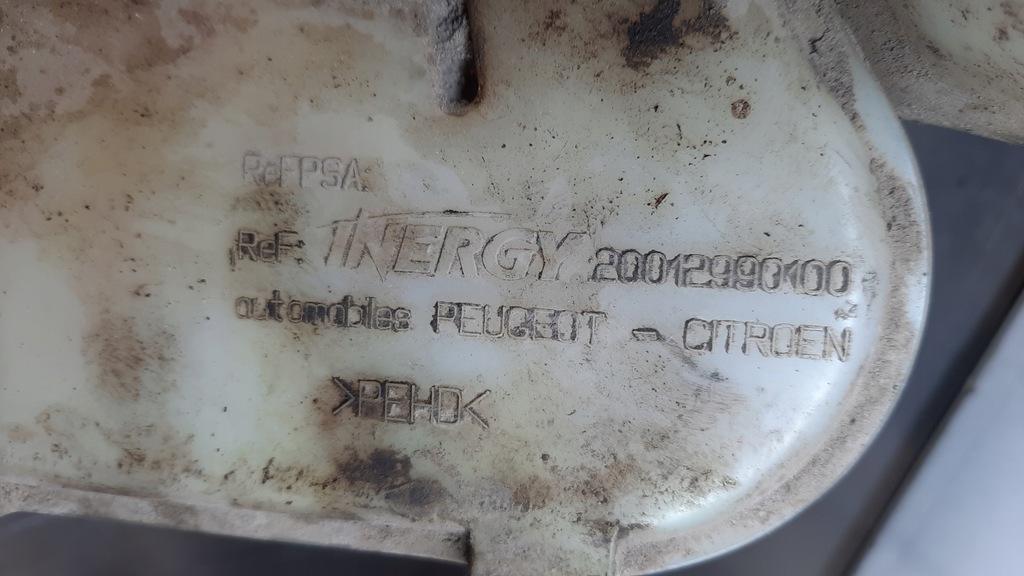 ReFPSA:
ReF: INERGY 20012990100
automobiles PEUGEOT - CITROEN
>PEHD<